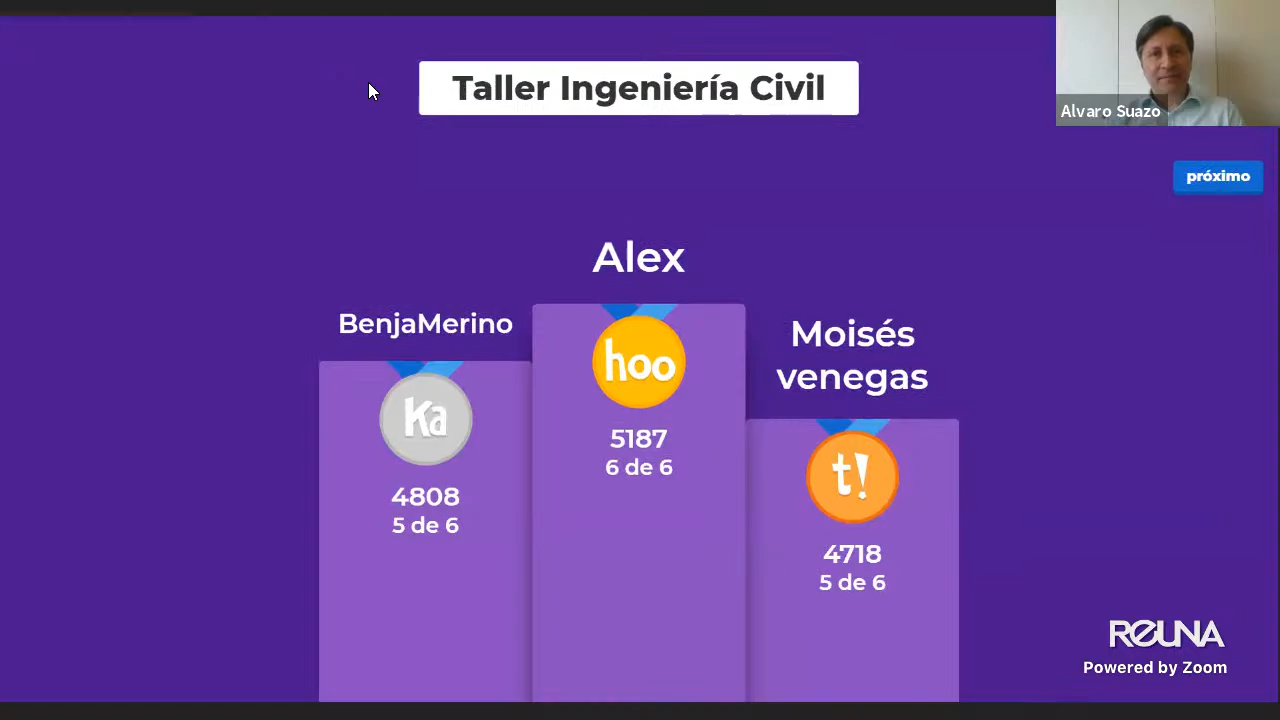 Taller Ingeniería Civil
Alvaro Suazo
próximo
Alex
BenjaMerino
Moisés
venegas
hoo
5187
6 de 6
Ka
4808
5 de 6
t!
4718
5 de 6
REUNA
Powered by Zoom